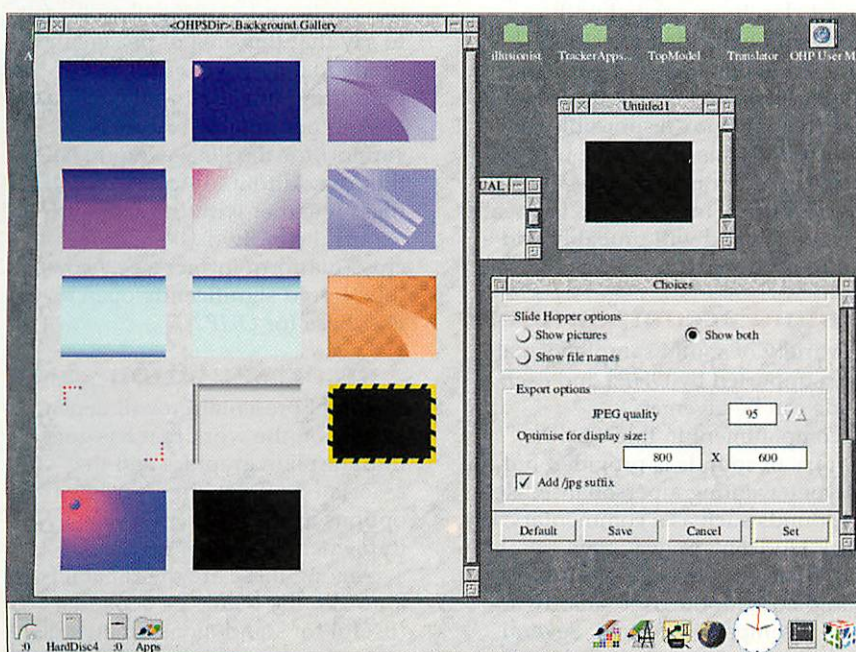 <OHP$Dir>.Background.Gallery
illusionist
TrackerApps...
TopModel
Translator
OHP User M
Untitled1
UAL
Choices
Slide Hopper options
Show pictures
Show both
Show file names
Export options
JPEG quality
95
Optimise for display size:
800 X 600
Add /jpg suffix
Default
Save
Cancel
Set
:0
HardDisc4
:0
Apps